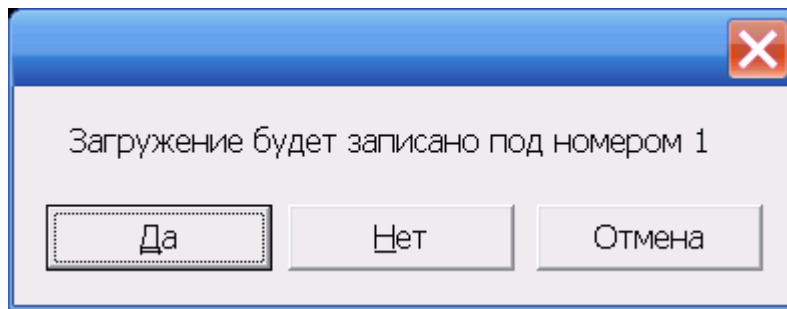 Загружение будет записано под номером 1
Да Нет Отмена